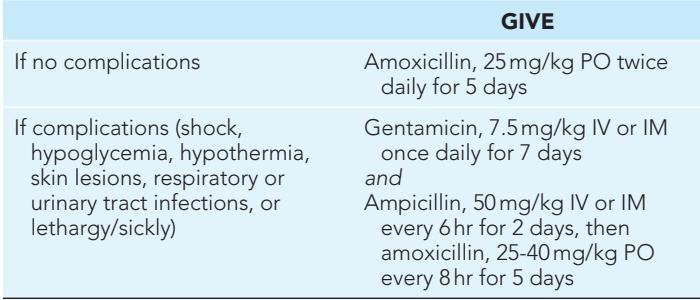 GIVE
If no complications
Amoxicillin, 25 mg/kg PO twice
daily for 5 days
If complications (shock,
hypoglycemia, hypothermia,
skin lesions, respiratory or
urinary tract infections, or
lethargy/sickly)
Gentamicin, 7.5 mg/kg IV or IM
once daily for 7 days
and
Ampicillin, 50 mg/kg IV or IM
every 6 hr for 2 days, then
amoxicillin, 25-40 mg/kg PO
every 8 hr for 5 days